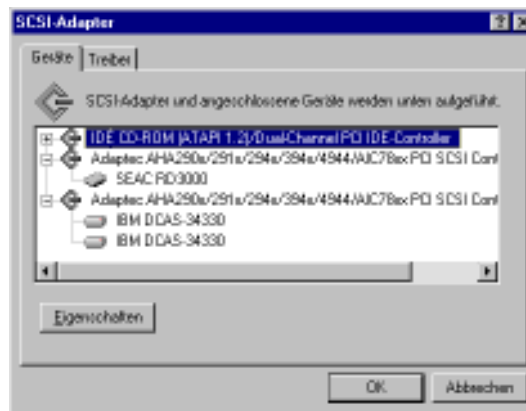 SCSI-Adapter
Geräte Treiber
SCSI-Adapter und angeschlossene Geräte werden unten aufgeführt.
IDE CD-ROM (ATAPI 1.2)/Dual-Channel PCI IDE-Controller
Adaptec AHA290x/291x/294x/394x/4944/AIC78xx PCI SCSI Cont
SEAC RD3000
Adaptec AHA290x/291x/294x/394x/4944/AIC78xx PCI SCSI Cont
IBM DCAS-34330
IBM DCAS-34330
Eigenschaften
OK Abbrechen